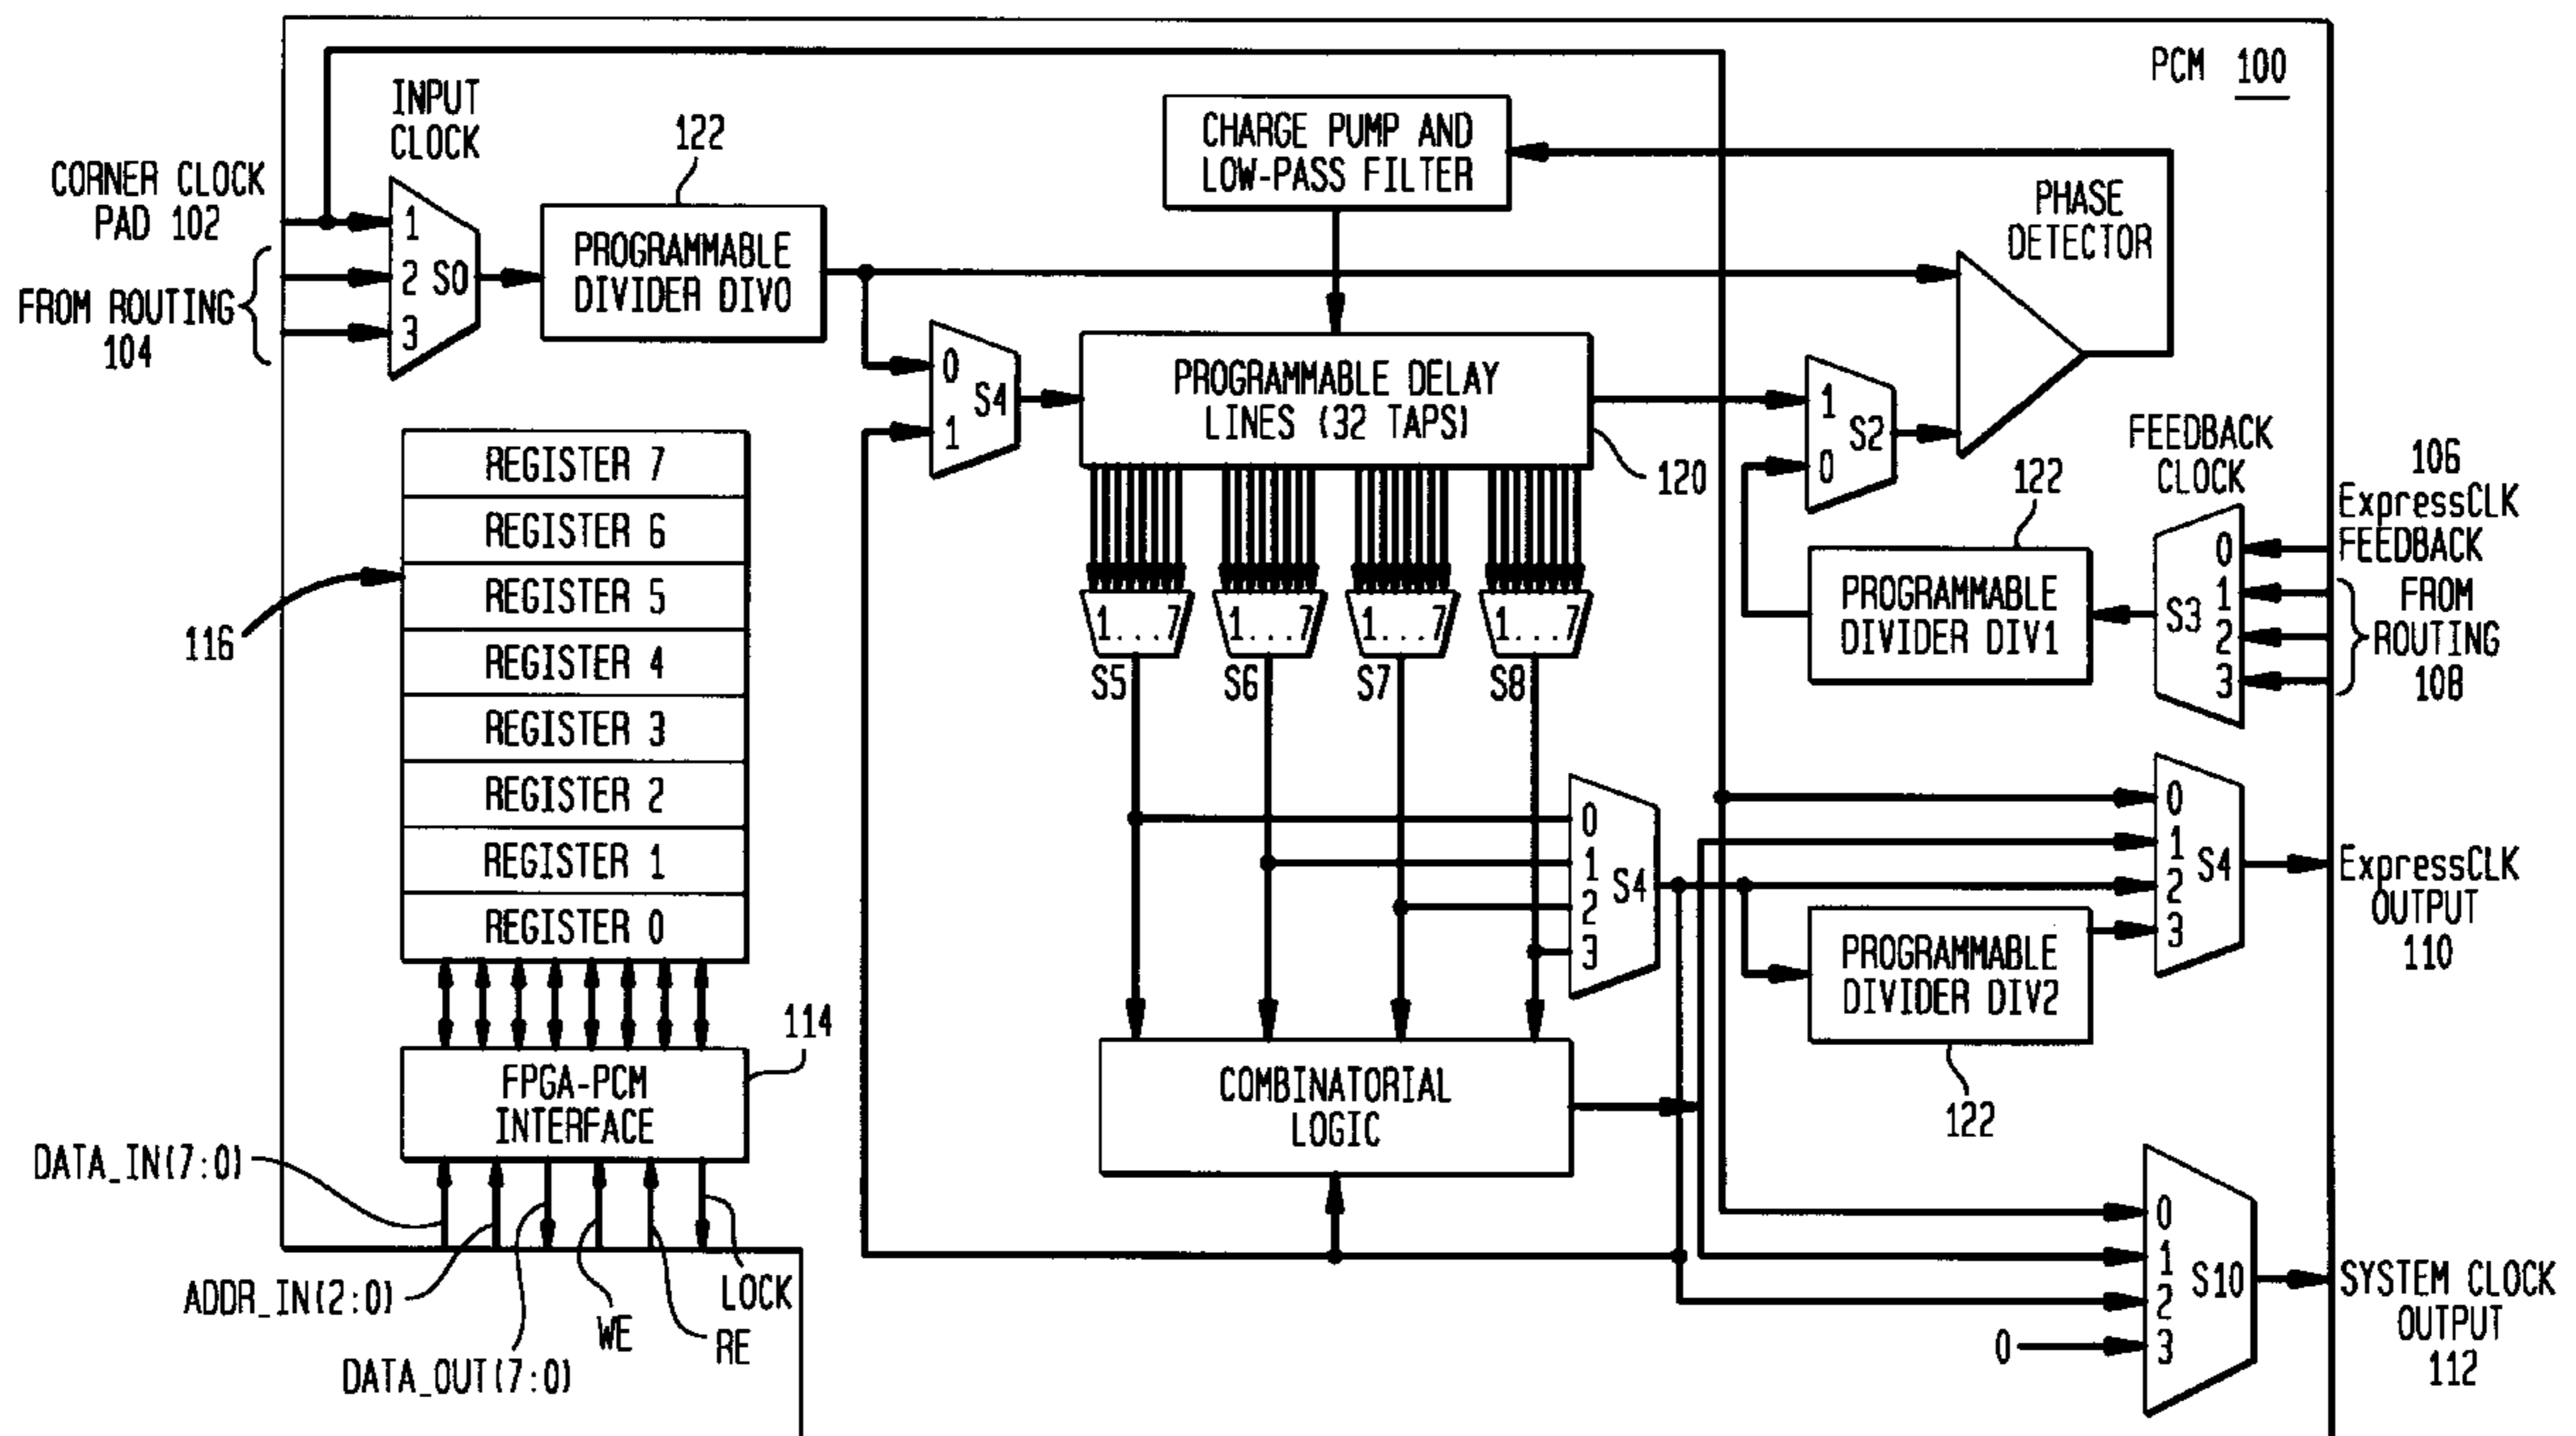 PCM 100
INPUT
CLOCK
CORNER CLOCK
PAD 102
FROM ROUTING
104
1
2
3
S0
122
PROGRAMMABLE
DIVIDER DIV0
CHARGE PUMP AND
LOW-PASS FILTER
PHASE
DETECTOR
0
1
S4
PROGRAMMABLE DELAY
LINES (32 TAPS)
120
1
0
S2
122
PROGRAMMABLE
DIVIDER DIV1
FEEDBACK
CLOCK
0
1
2
3
S3
106
ExpressCLK
FEEDBACK
FROM
ROUTING
108
REGISTER 7
REGISTER 6
REGISTER 5
REGISTER 4
REGISTER 3
REGISTER 2
REGISTER 1
REGISTER 0
116
1...7
1...7
1...7
1...7
S5
S6
S7
S8
0
1
2
3
S4
0
1
2
3
S4
ExpressCLK
OUTPUT
110
PROGRAMMABLE
DIVIDER DIV2
122
COMBINATORIAL
LOGIC
FPGA-PCM
INTERFACE
114
DATA_IN(7:0)
ADDR_IN(2:0)
DATA_OUT(7:0)
WE
RE
LOCK
0
1
2
0
3
S10
SYSTEM CLOCK
OUTPUT
112